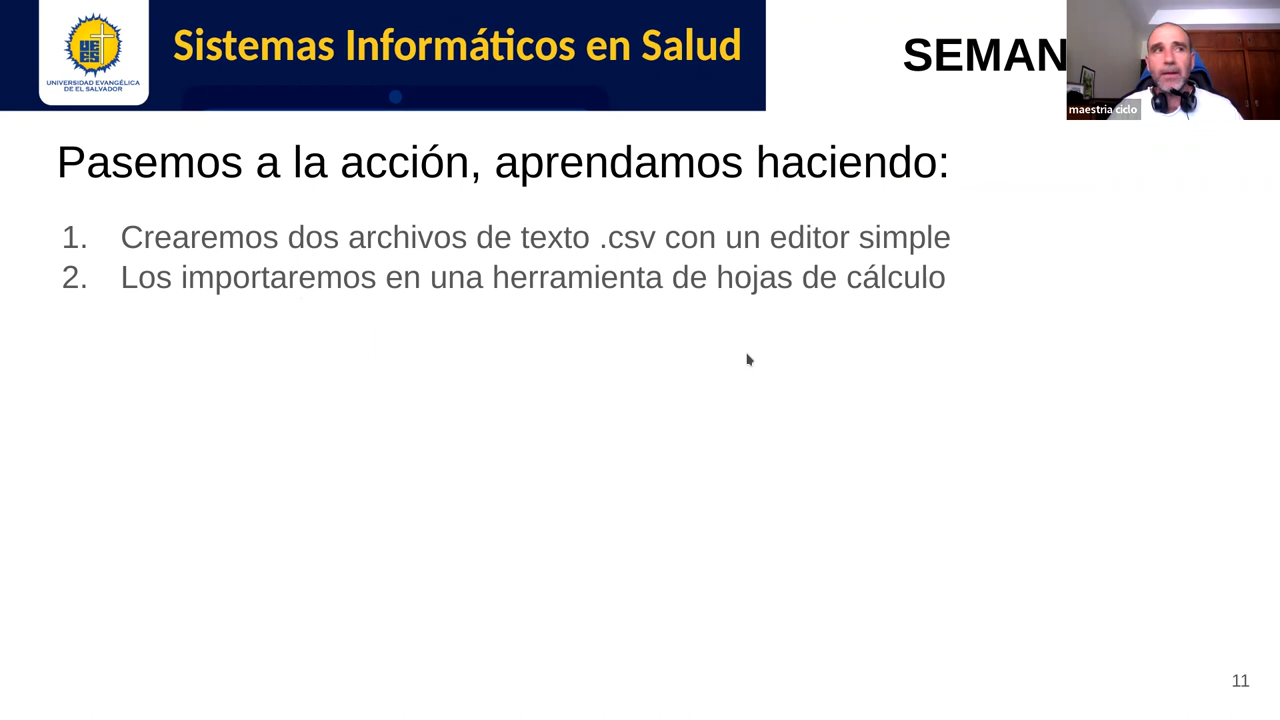 UNIVERSIDAD EVANGÉLICA
DE EL SALVADOR
Sistemas Informáticos en Salud
SEMAN
maestria ciclo
Pasemos a la acción, aprendamos haciendo:
1. Crearemos dos archivos de texto .csv con un editor simple
2. Los importaremos en una herramienta de hojas de cálculo
11